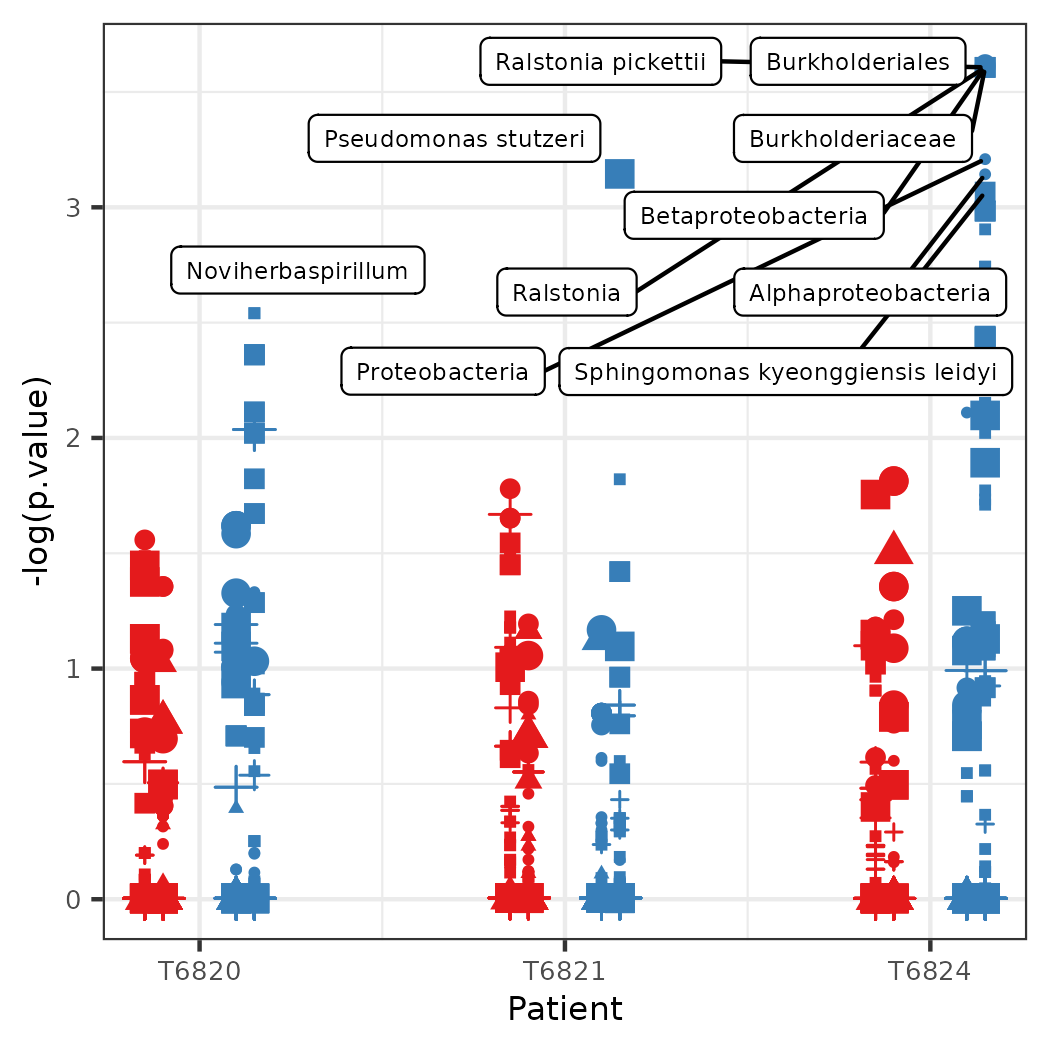 Ralstonia pickettii
Burkholderiales
Pseudomonas stutzeri
Burkholderiaceae
Betaproteobacteria
Noviherbaspirillum
Ralstonia
Alphaproteobacteria
Proteobacteria
Sphingomonas kyeonggiensis leidyi
3
2
1
0
-log(p.value)
T6820
T6821
T6824
Patient